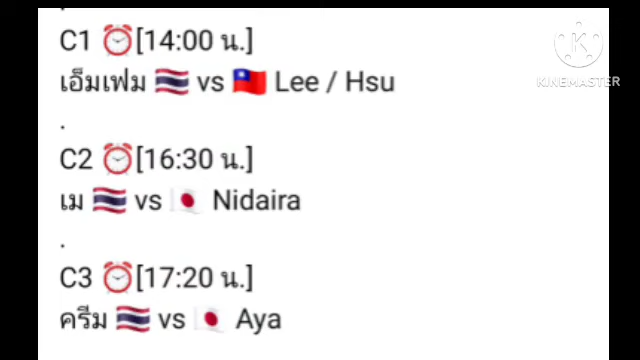 C1 ⏰[14:00 น.]
เอ็มเฟม 🇹🇭 vs 🇹🇼 Lee / Hsu
.
C2 ⏰[16:30 น.]
เม 🇹🇭 vs 🇯🇵 Nidaira
.
C3 ⏰[17:20 น.]
ครีม 🇹🇭 vs 🇯🇵 Aya
K
KINEMASTER